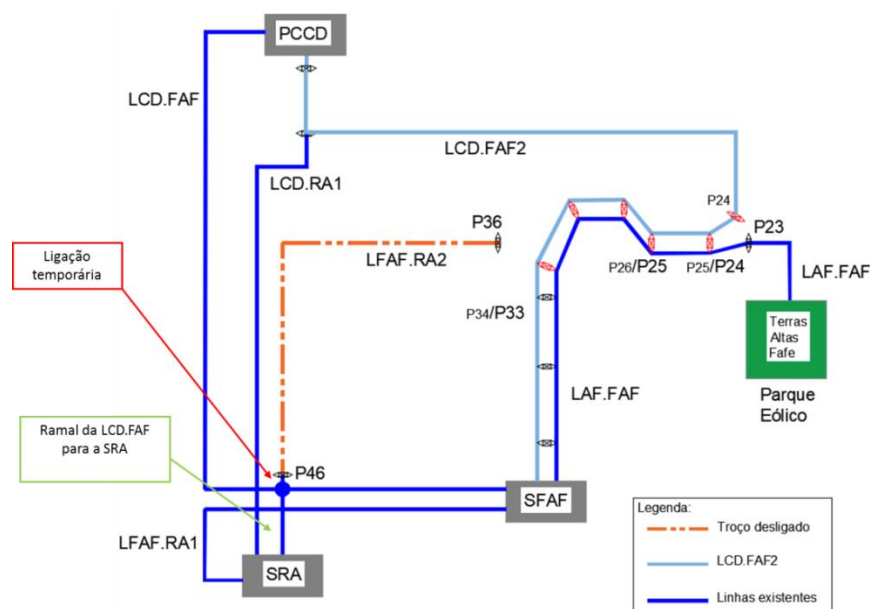 PCCD
LCD.FAF
LCD.FAF2
LCD.RA1
P24
P36
P23
Ligação
temporária
LFAF.RA2
P26/P25
P25/P24
LAF.FAF
P34/P33
Terras
Altas
Fafe
LAF.FAF
Parque
Eólico
Ramal da LCD.FAF
para a SRA
P46
SFAF
Legenda:
Troço desligado
LFAF.RA1
LCD.FAF2
SRA
Linhas existentes